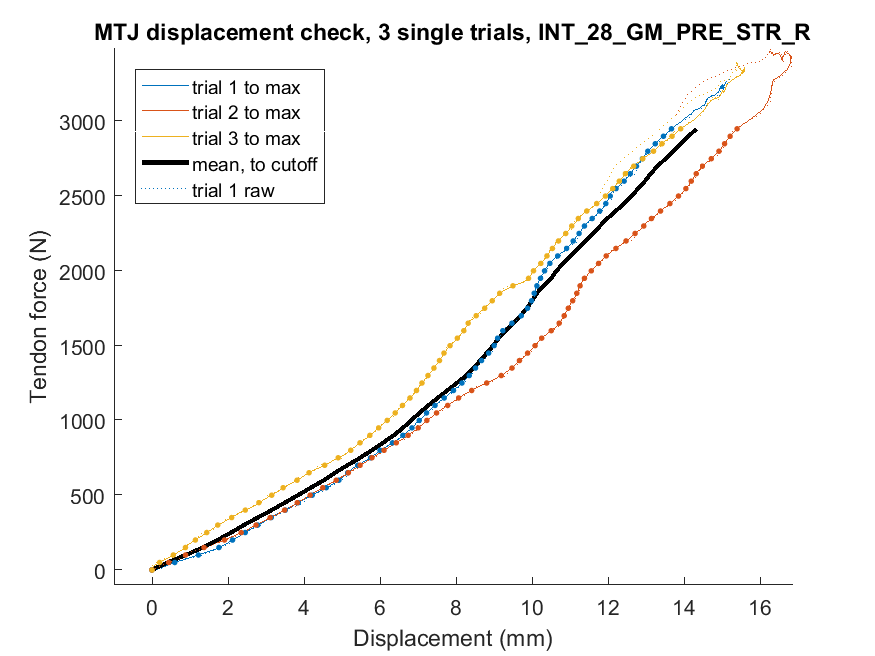 MTJ displacement check, 3 single trials, INT_28_GM_PRE_STR_R
trial 1 to max
trial 2 to max
trial 3 to max
mean, to cutoff
trial 1 raw
Tendon force (N)
3000
2500
2000
1500
1000
500
0
0 2 4 6 8 10 12 14 16
Displacement (mm)